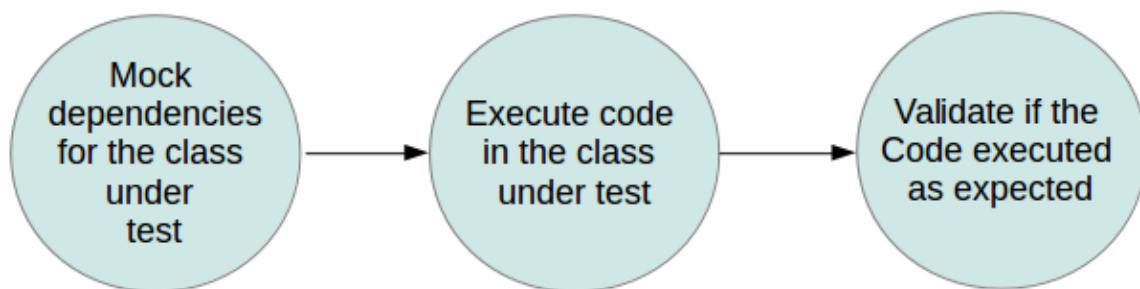 Mock
dependencies
for the class
under
test
Execute code
in the class
under test
Validate if the
Code executed
as expected